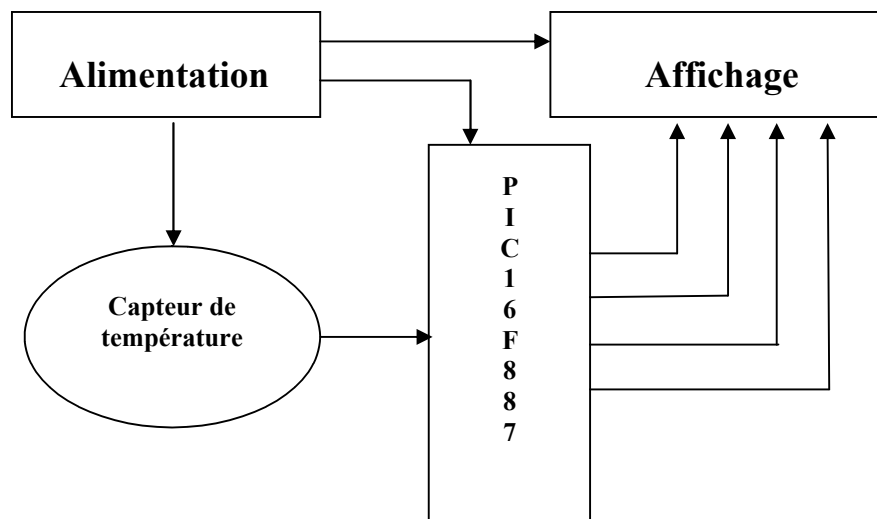 Alimentation
Affichage
P
I
C
1
6
F
8
8
7
Capteur de
température